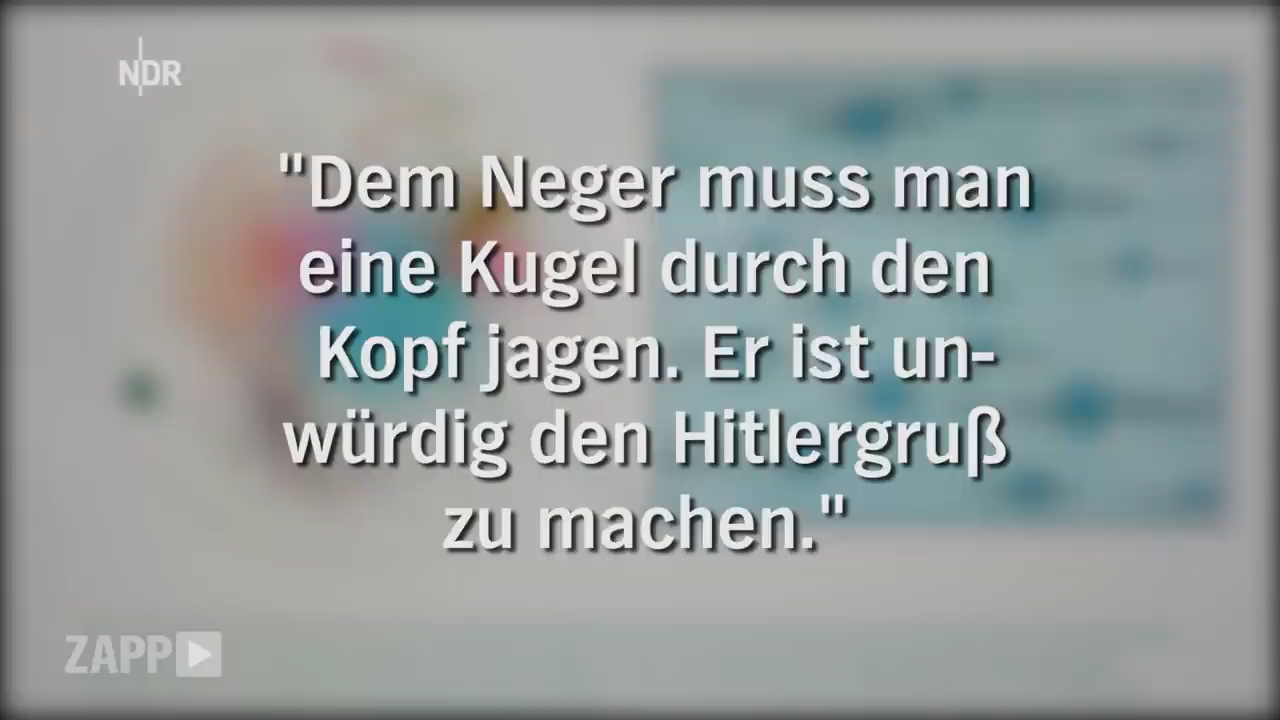 NDR
"Dem Neger muss man
eine Kugel durch den
Kopf jagen. Er ist un-
würdig den Hitlergruß
zu machen."
ZAPP